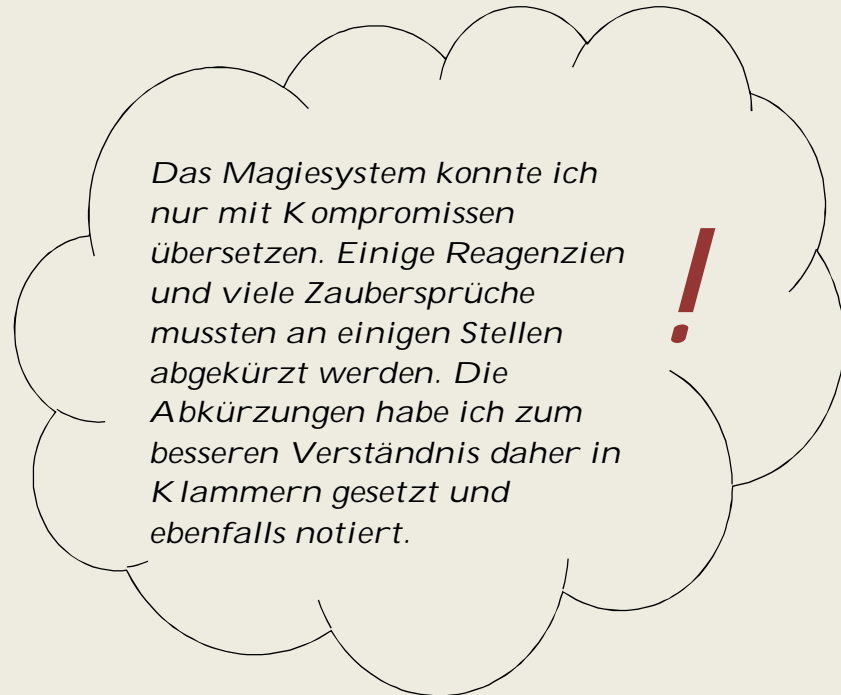 Das Magiesystem konnte ich
nur mit Kompromissen
übersetzen. Einige Reagenzien
und viele Zaubersprüche
mussten an einigen Stellen
abgekürzt werden. Die
Abkürzungen habe ich zum
besseren Verständnis daher in
Klammern gesetzt und
ebenfalls notiert.
!